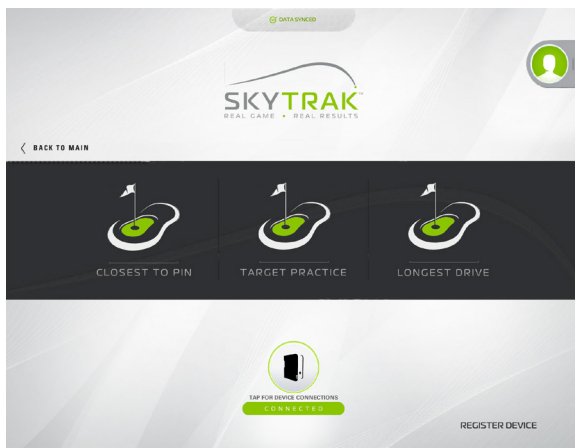 DATA SYNCED
SKYTRAK™
REAL GAME • REAL RESULTS
BACK TO MAIN
CLOSEST TO PIN
TARGET PRACTICE
LONGEST DRIVE
TAP FOR DEVICE CONNECTIONS
CONNECTED
REGISTER DEVICE